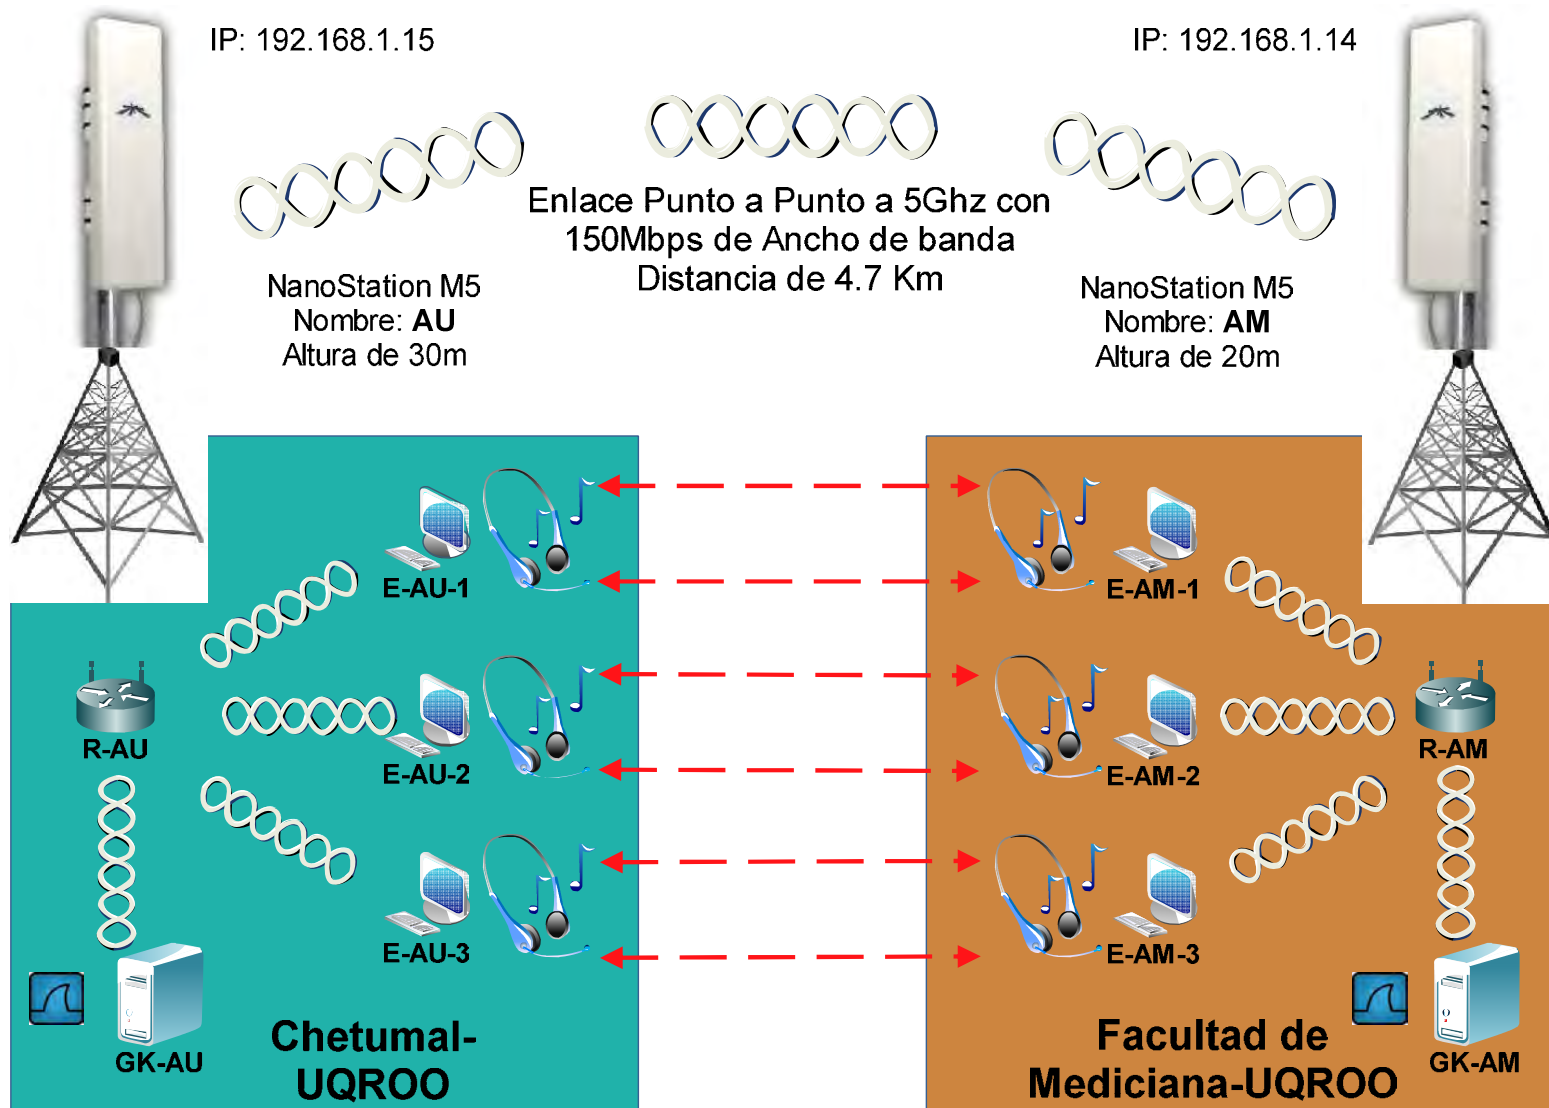 IP: 192.168.1.15
IP: 192.168.1.14
Enlace Punto a Punto a 5Ghz con
150Mbps de Ancho de banda
Distancia de 4.7 Km
NanoStation M5
Nombre: AU
Altura de 30m
NanoStation M5
Nombre: AM
Altura de 20m
E-AU-1
E-AM-1
R-AU
E-AU-2
E-AM-2
R-AM
E-AU-3
E-AM-3
GK-AU
Chetumal-
UQROO
Facultad de
Mediciana-UQROO
GK-AM